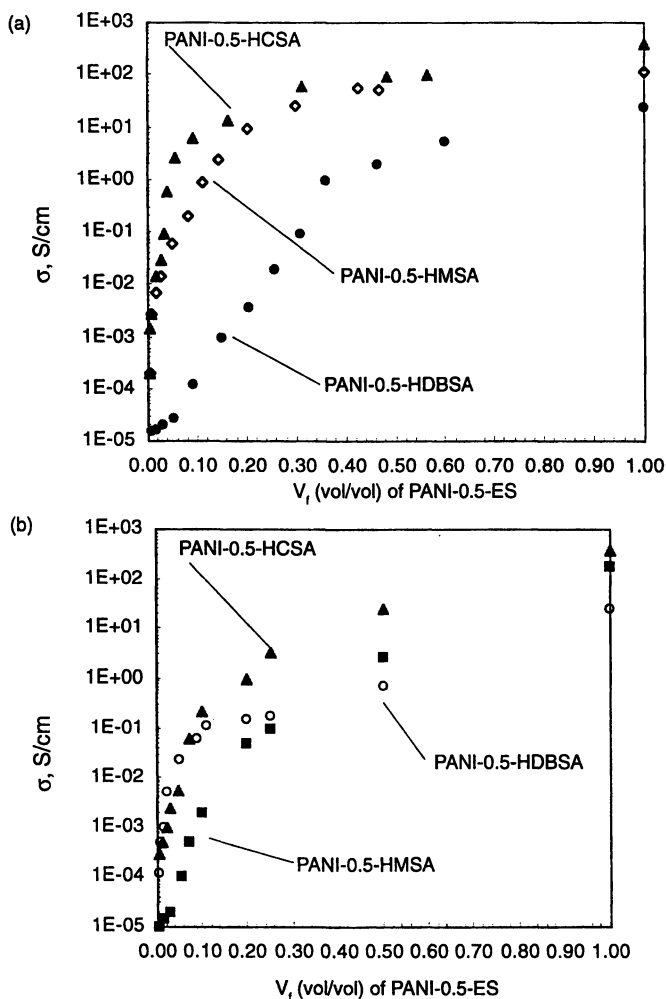 (a)
1E+03
1E+02
1E+01
1E+00
1E-01
1E-02
1E-03
1E-04
1E-05
σ, S/cm
PANI-0.5-HCSA
PANI-0.5-HMSA
PANI-0.5-HDBSA
0.00 0.10 0.20 0.30 0.40 0.50 0.60 0.70 0.80 0.90 1.00
Vf (vol/vol) of PANI-0.5-ES
(b)
1E+03
1E+02
1E+01
1E+00
1E-01
1E-02
1E-03
1E-04
1E-05
σ, S/cm
PANI-0.5-HCSA
PANI-0.5-HDBSA
PANI-0.5-HMSA
0.00 0.10 0.20 0.30 0.40 0.50 0.60 0.70 0.80 0.90 1.00
Vf (vol/vol) of PANI-0.5-ES